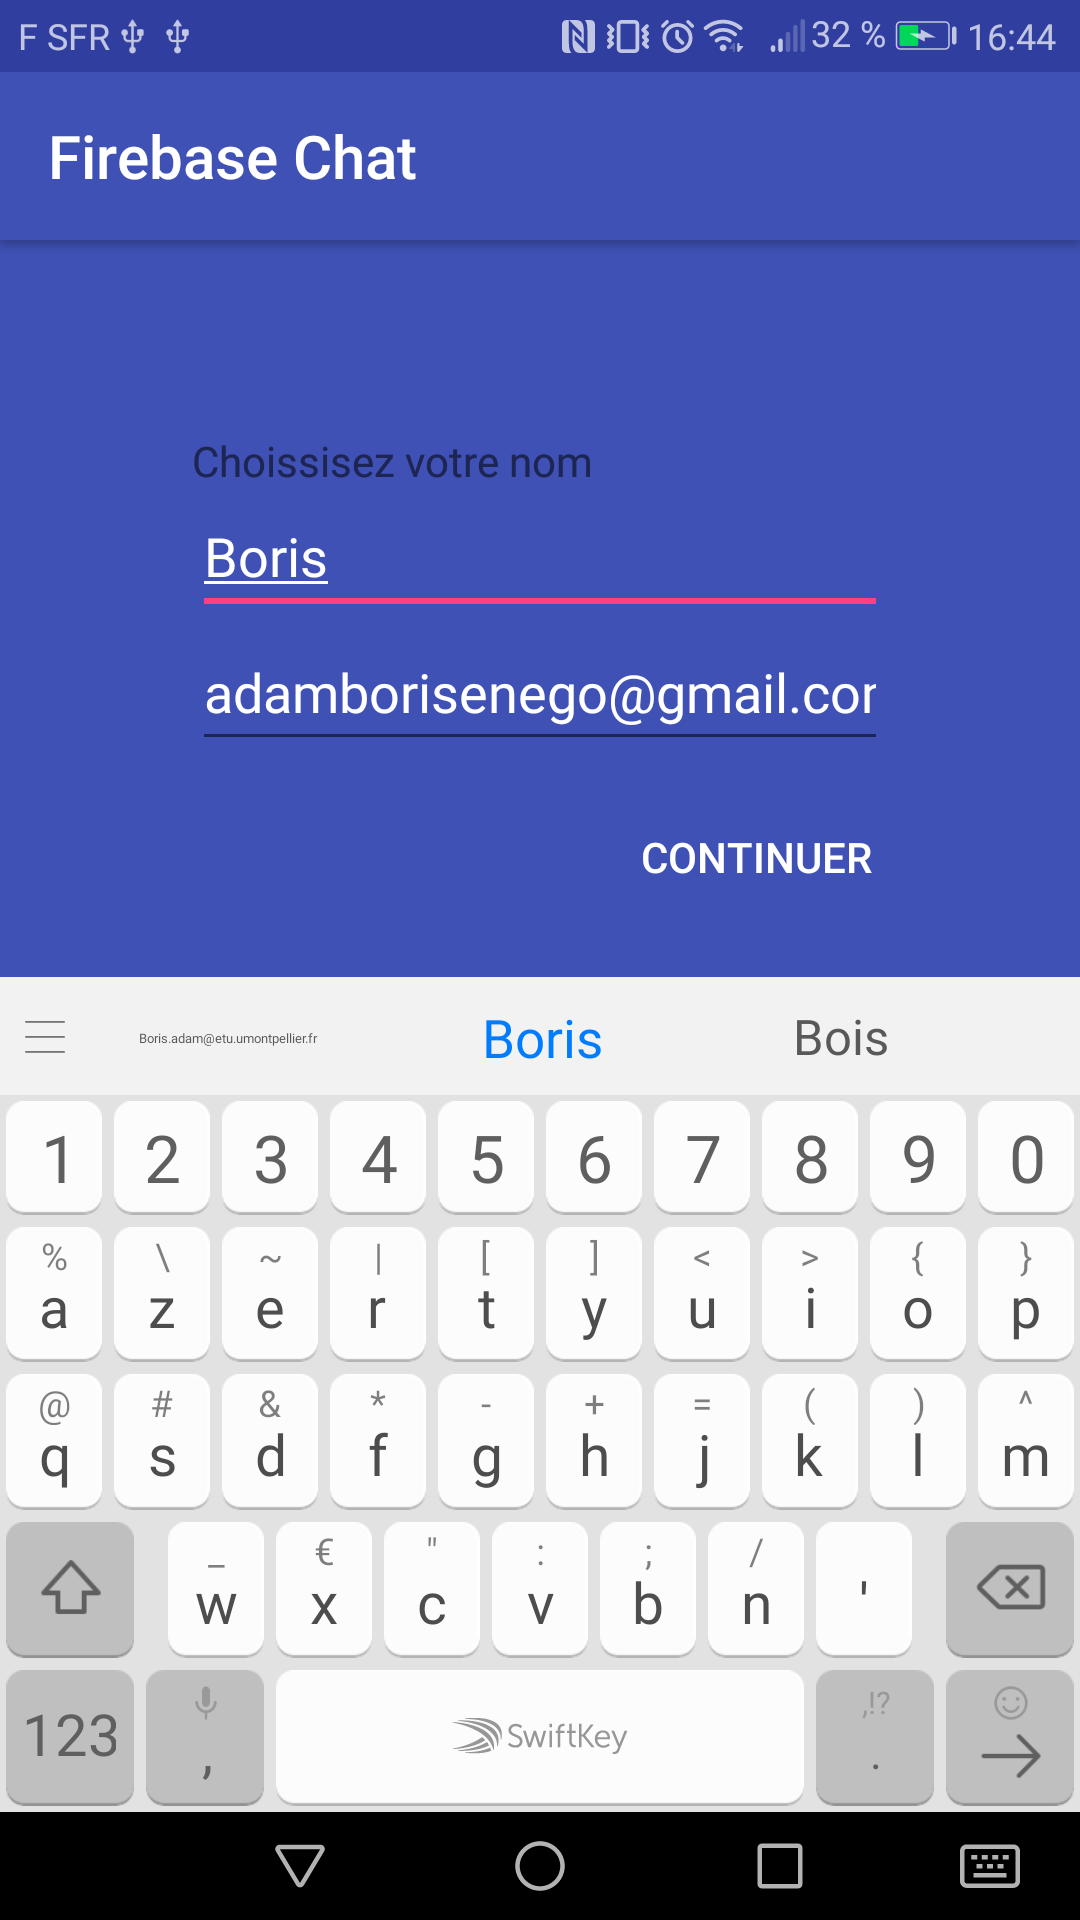 F SFR 32 % 16:44
Firebase Chat
Choissisez votre nom
Boris
adamborisenego@gmail.com
CONTINUER
Boris.adam@etu.umontpellier.fr Boris Bois
1 2 3 4 5 6 7 8 9 0
% \ ~ | [ ] < > { }
a z e r t y u i o p
@ # & * - + = ( ) ^
q s d f g h j k l m
_ € " : ; /
w x c v b n '
,!?
123 , SwiftKey .